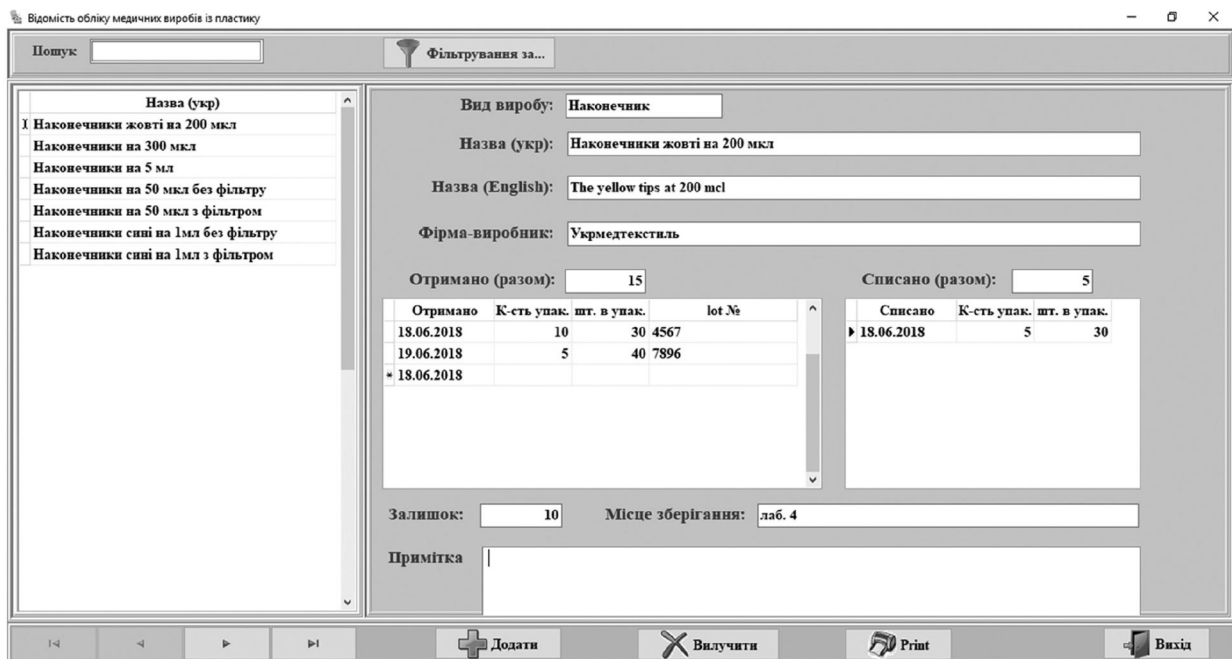 Відомість обліку медичних виробів із пластику
Пошук
Фільтрування за...
Назва (укр)
Наконечники жовті на 200 мкл
Наконечники на 300 мкл
Наконечники на 5 мл
Наконечники на 50 мкл без фільтру
Наконечники на 50 мкл з фільтром
Наконечники сині на 1мл без фільтру
Наконечники сині на 1мл з фільтром
Вид виробу: Наконечник
Назва (укр): Наконечники жовті на 200 мкл
Назва (English): The yellow tips at 200 mcl
Фірма-виробник: Укрмедтекстиль
Отримано (разом): 15
Отримано К-сть упак. шт. в упак. lot №
18.06.2018 10 30 4567
19.06.2018 5 40 7896
* 18.06.2018
Списано (разом): 5
Списано К-сть упак. шт. в упак.
18.06.2018 5 30
Залишок: 10 Місце зберігання: лаб. 4
Примітка
Додати Вилучити Print Вихід